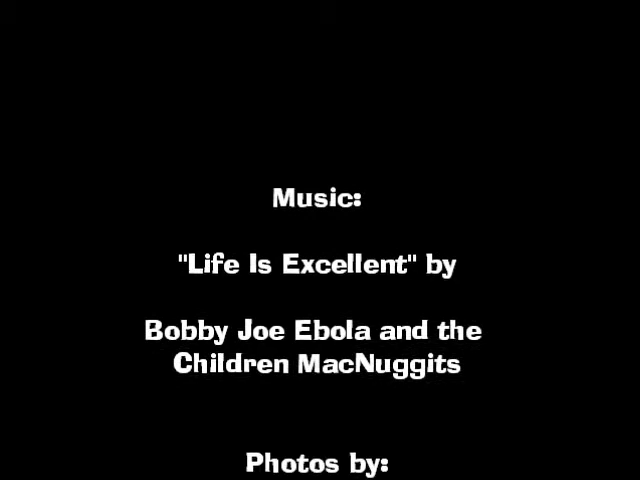 Music:
"Life Is Excellent" by
Bobby Joe Ebola and the
Children MacNuggits
Photos by: